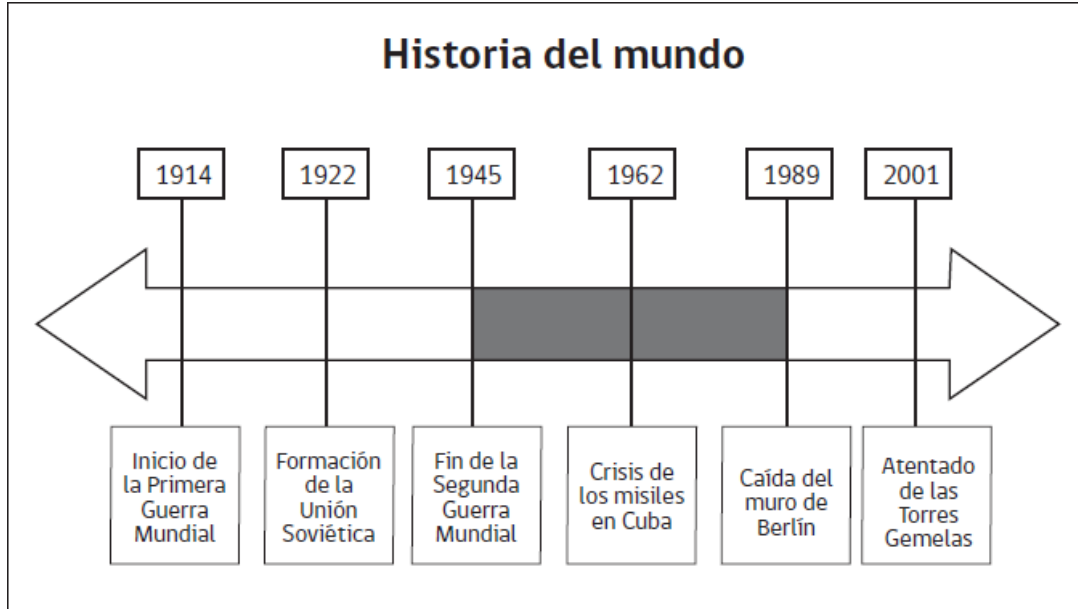 Historia del mundo
1914
1922
1945
1962
1989
2001
Inicio de
la Primera
Guerra
Mundial
Formación
de la
Unión
Soviética
Fin de la
Segunda
Guerra
Mundial
Crisis de
los misiles
en Cuba
Caída del
muro de
Berlín
Atentado
de las
Torres
Gemelas